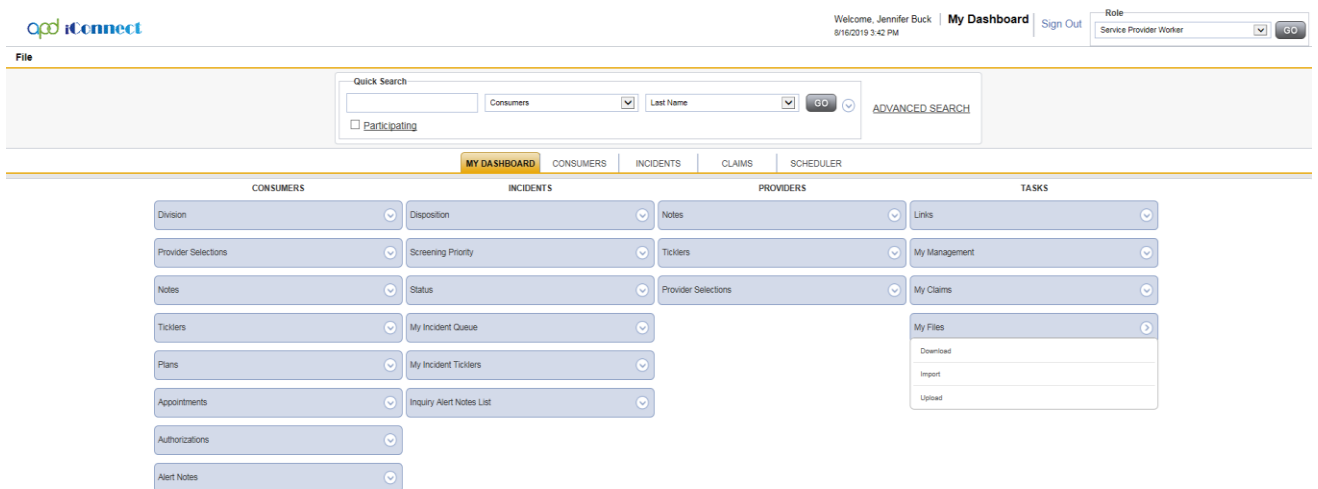 apd iConnect
Welcome, Jennifer Buck | My Dashboard | Sign Out
8/16/2019 3:42 PM
Role
Service Provider Worker
GO
File
Quick Search
Consumers
Last Name
GO
ADVANCED SEARCH
Participating
MY DASHBOARD
CONSUMERS
INCIDENTS
CLAIMS
SCHEDULER
CONSUMERS
Division
Provider Selections
Notes
Ticklers
Plans
Appointments
Authorizations
Alert Notes
INCIDENTS
Disposition
Screening Priority
Status
My Incident Queue
My Incident Ticklers
Inquiry Alert Notes List
PROVIDERS
Notes
Ticklers
Provider Selections
TASKS
Links
My Management
My Claims
My Files
Download
Import
Upload